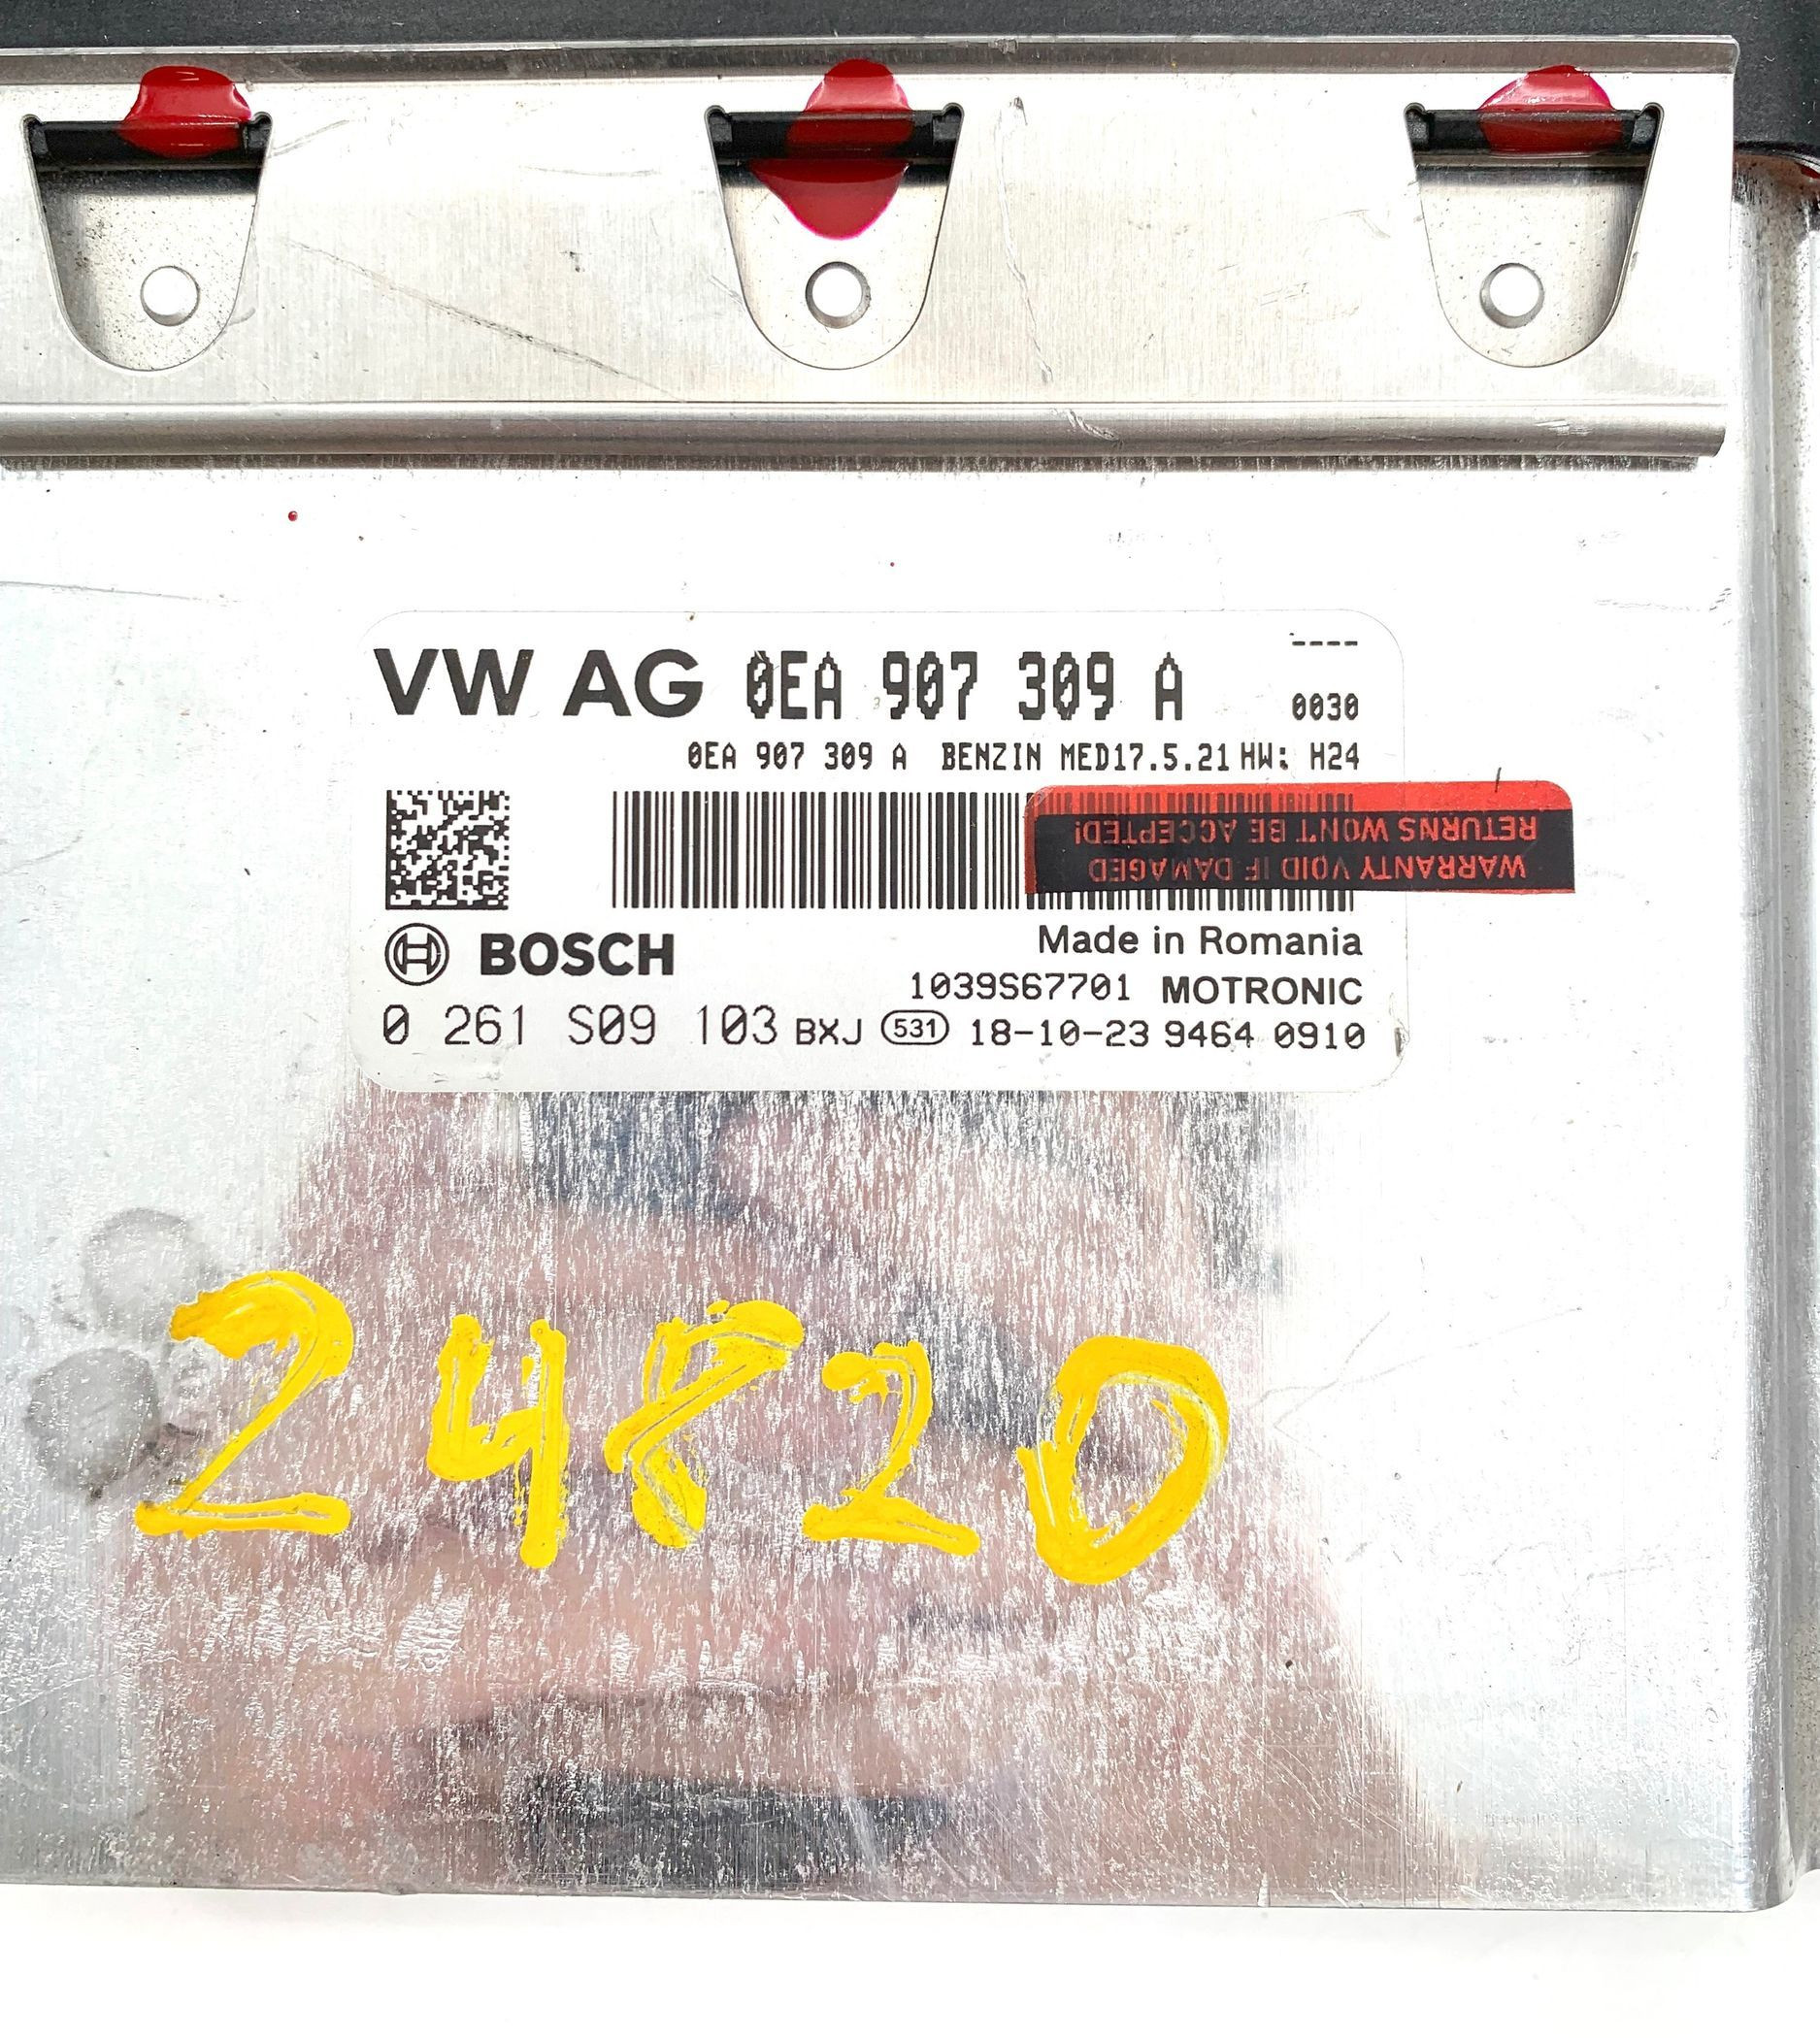 VW AG 0EA 907 309 A ----
0030
0EA 907 309 A BENZIN MED17.5.21 HW: H24
WARRANTY VOID IF DAMAGED
RETURNS WON'T BE ACCEPTED!
BOSCH
Made in Romania
1039S67701 MOTRONIC
0 261 S09 103 BXJ 531 18-10-23 9464 0910
24820